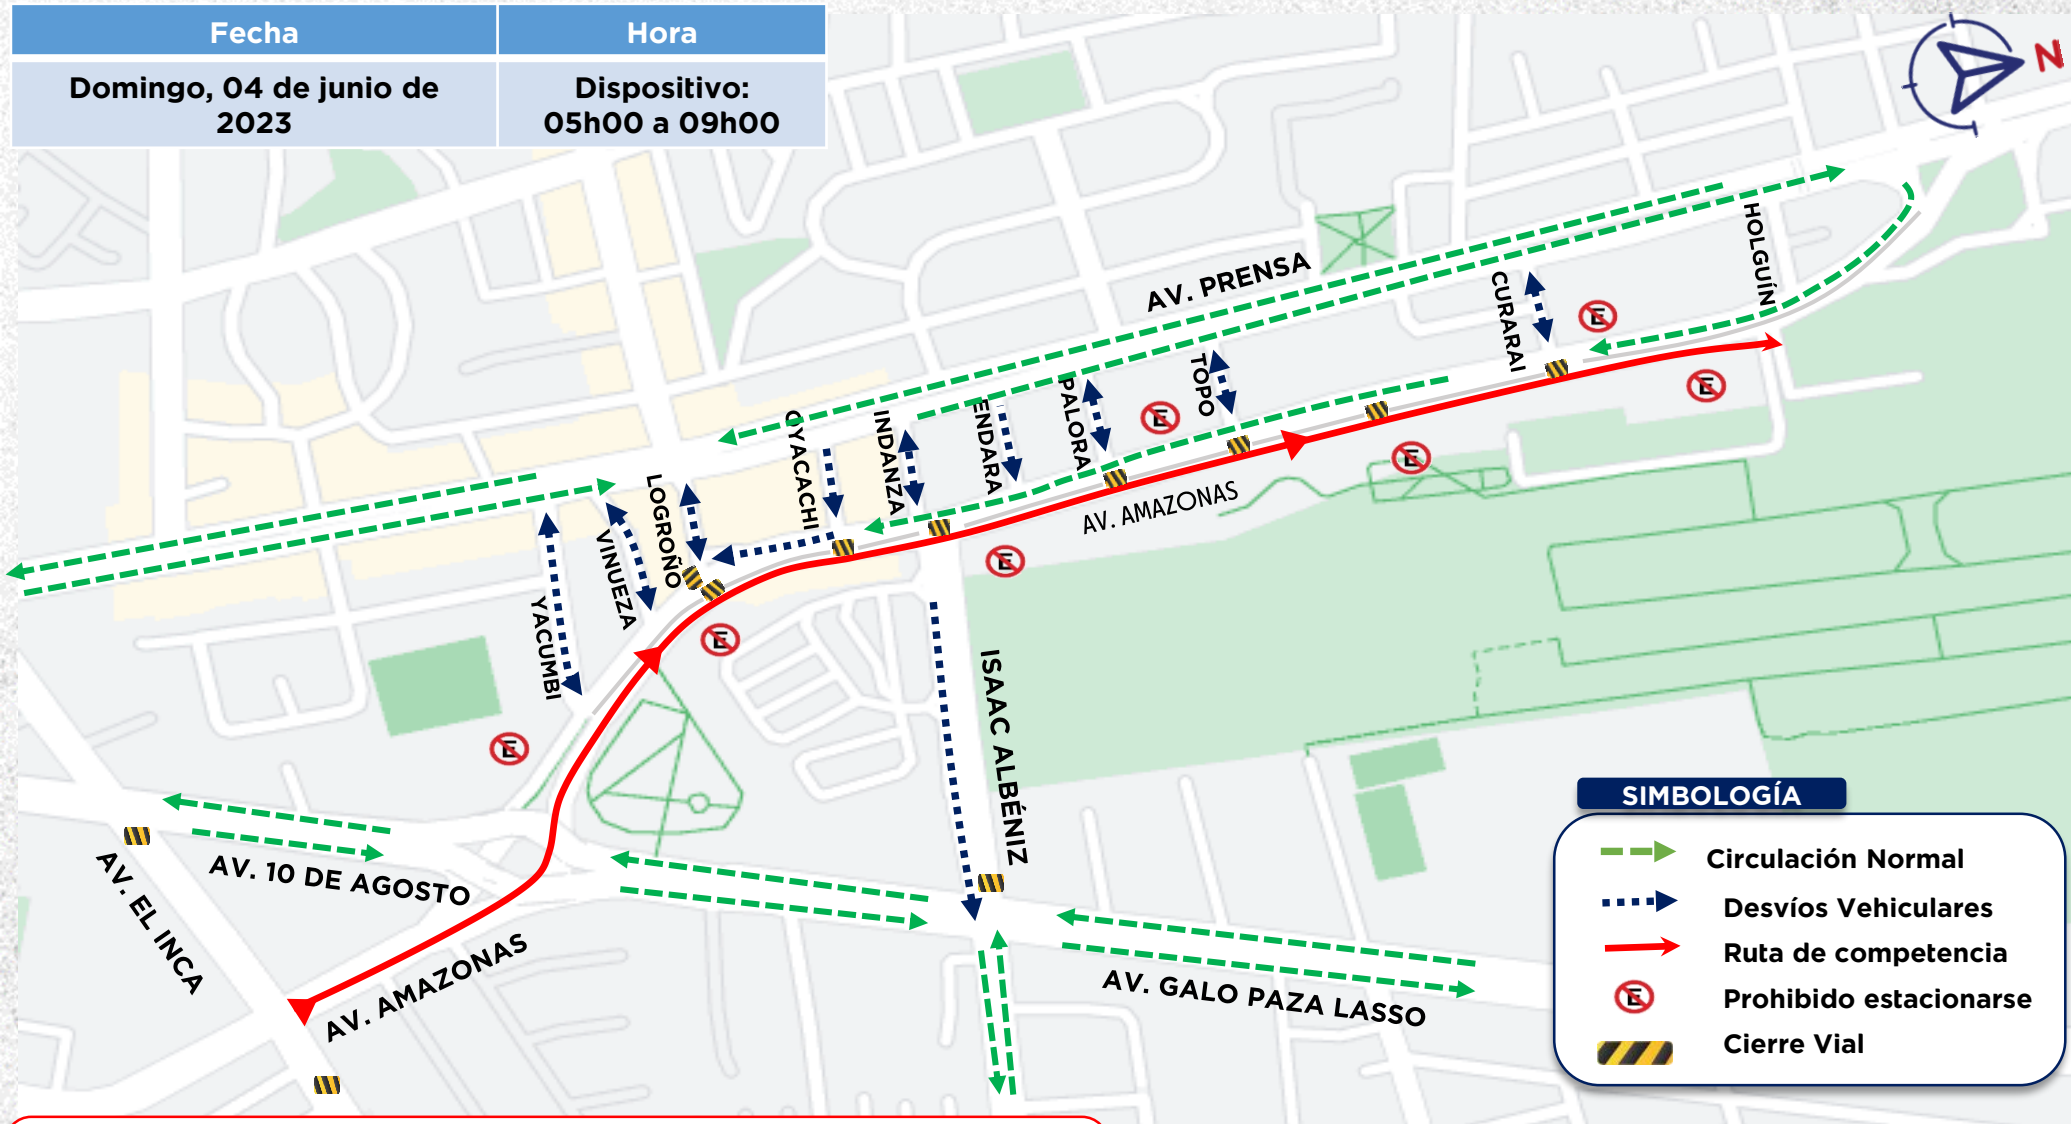 Fecha
Hora
Domingo, 04 de junio de
2023
Dispositivo:
05h00 a 09h00
N
HOLGUÍN
AV. PRENSA
CURARAI
TOPO
PALORA
ENDARA
INDANZA
OYACACHI
LOGROÑO
VINUEZA
YACUMBI
AV. AMAZONAS
ISAAC ALBÉNIZ
AV. 10 DE AGOSTO
AV. EL INCA
AV. AMAZONAS
AV. GALO PAZA LASSO
E
E
E
E
E
E
E
SIMBOLOGÍA
Circulación Normal
Desvíos Vehiculares
Ruta de competencia
E
Prohibido estacionarse
Cierre Vial